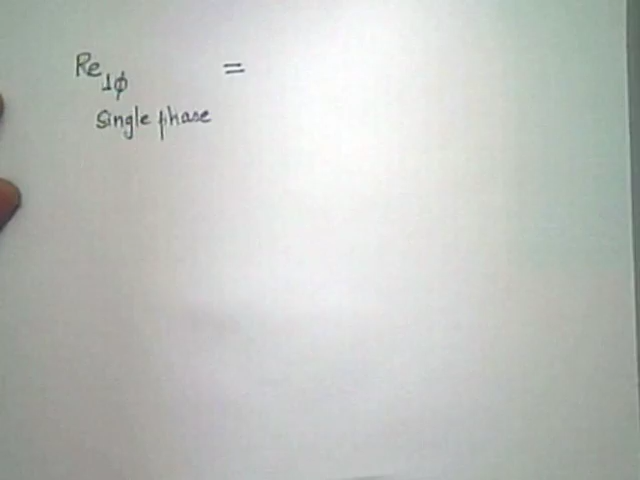 Re₁ϕ =
Single phase